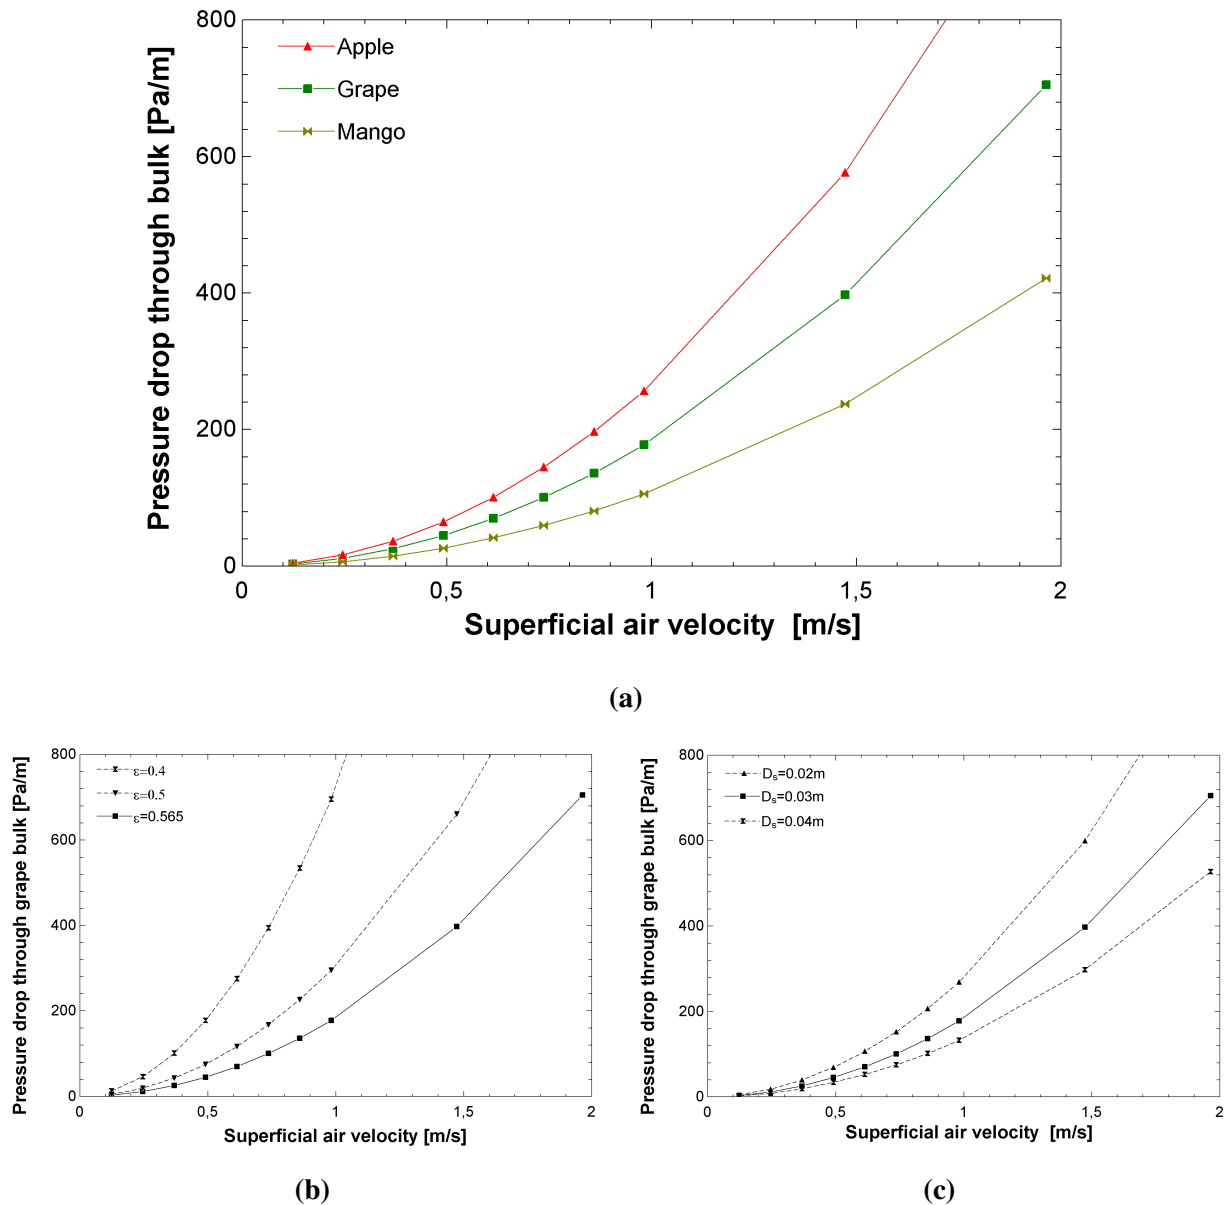 800
600
400
200
0
Pressure drop through bulk [Pa/m]
Apple
Grape
Mango
0
0,5
1
1,5
2
Superficial air velocity [m/s]
(a)
800
600
400
200
0
Pressure drop through grape bulk [Pa/m]
ε=0.4
ε=0.5
ε=0.565
0
0,5
1
1,5
2
Superficial air velocity [m/s]
(b)
800
600
400
200
0
Pressure drop through grape bulk [Pa/m]
Dₛ=0.02m
Dₛ=0.03m
Dₛ=0.04m
0
0,5
1
1,5
2
Superficial air velocity [m/s]
(c)